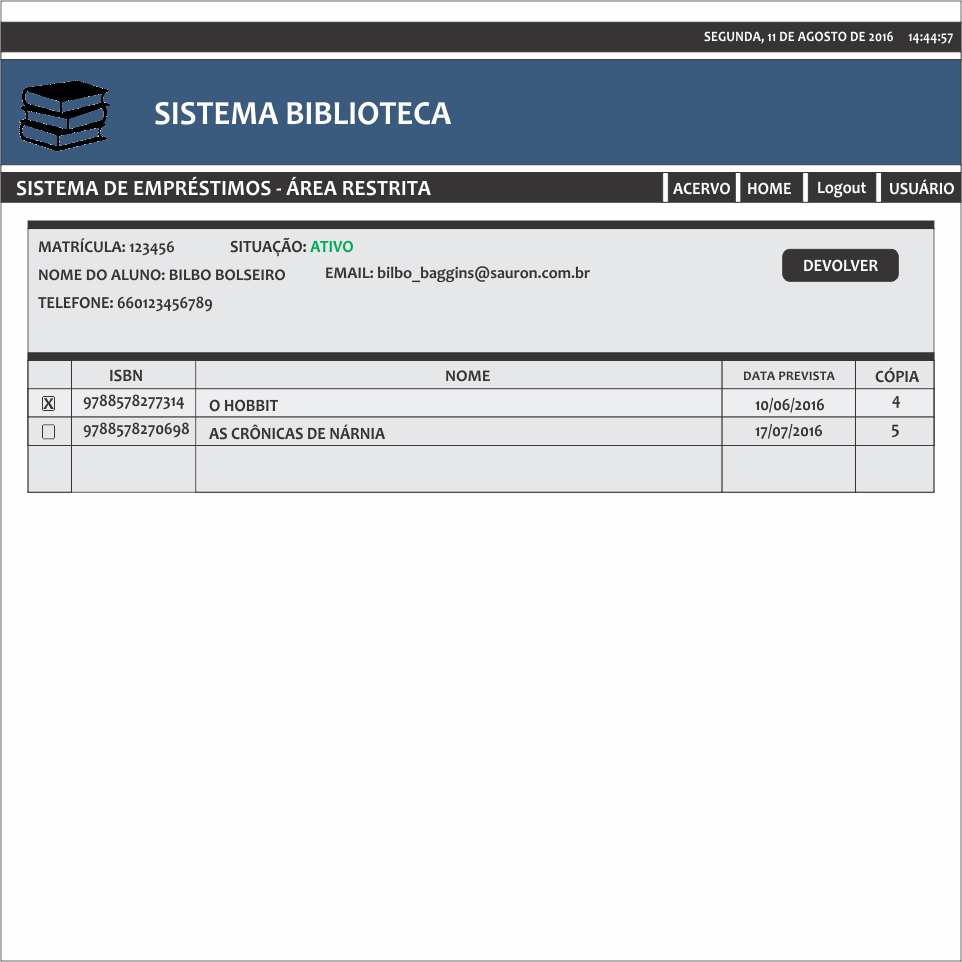 SEGUNDA, 11 DE AGOSTO DE 2016 14:44:57
SISTEMA BIBLIOTECA
SISTEMA DE EMPRÉSTIMOS - ÁREA RESTRITA ACERVO HOME Logout USUÁRIO
MATRÍCULA: 123456 SITUAÇÃO: ATIVO
DEVOLVER
NOME DO ALUNO: BILBO BOLSEIRO EMAIL: bilbo_baggins@sauron.com.br
TELEFONE: 660123456789
ISBN NOME DATA PREVISTA CÓPIA
X 9788578277314 O HOBBIT 10/06/2016 4
9788578270698 AS CRÔNICAS DE NÁRNIA 17/07/2016 5